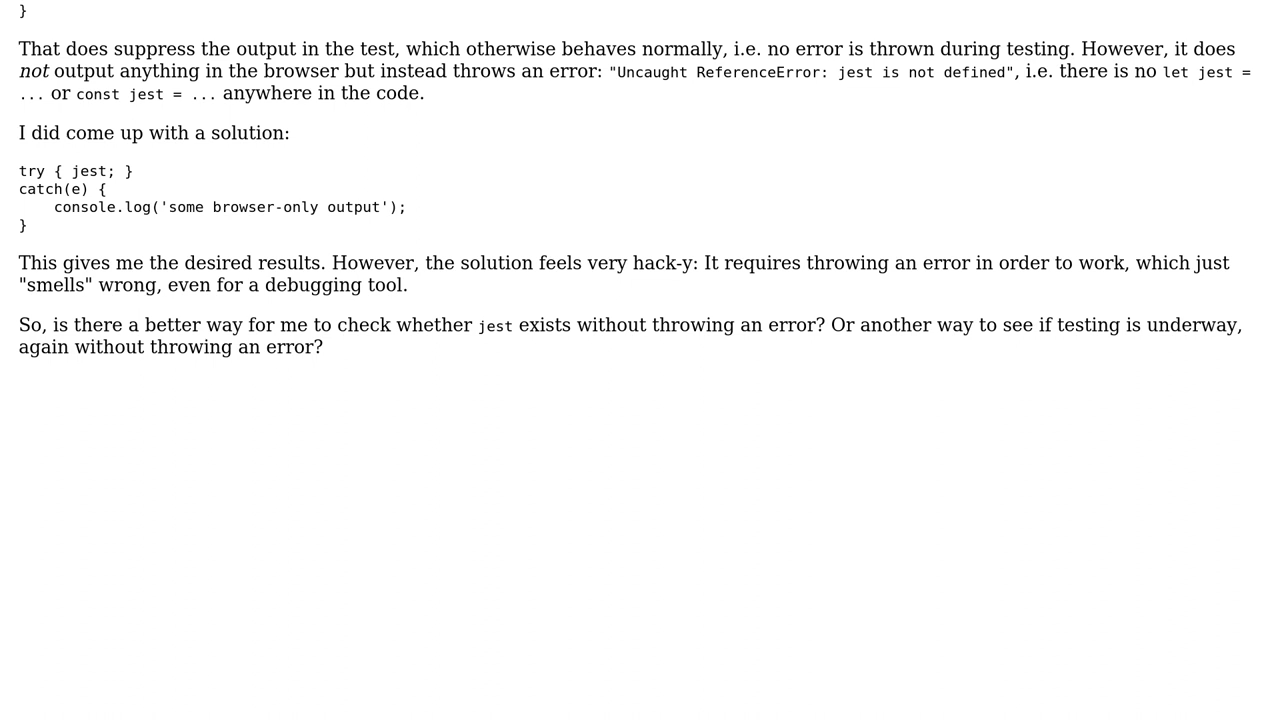 }
That does suppress the output in the test, which otherwise behaves normally, i.e. no error is thrown during testing. However, it does
not output anything in the browser but instead throws an error: "Uncaught ReferenceError: jest is not defined", i.e. there is no let jest =
... or const jest = ... anywhere in the code.
I did come up with a solution:
try { jest; }
catch(e) {
    console.log('some browser-only output');
}
This gives me the desired results. However, the solution feels very hack-y: It requires throwing an error in order to work, which just
"smells" wrong, even for a debugging tool.
So, is there a better way for me to check whether jest exists without throwing an error? Or another way to see if testing is underway,
again without throwing an error?